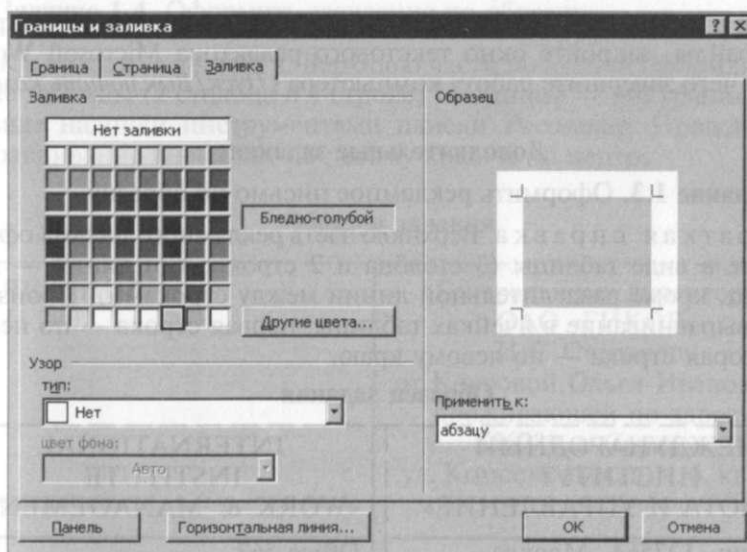 Границы и заливка
Граница Страница Заливка
Заливка
Образец
Нет заливки
Бледно-голубой
Другие цвета...
Узор
тип:
Нет
Применить к:
абзацу
цвет фона:
Авто
Панель Горизонтальная линия... ОК Отмена